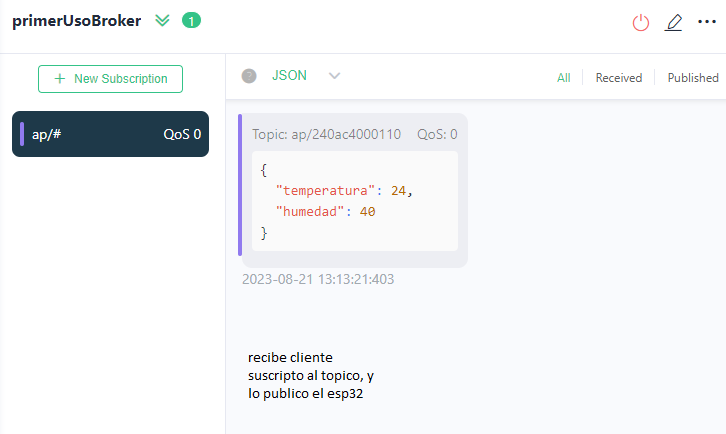 primerUsoBroker 1
+ New Subscription
ap/# QoS 0
? JSON All Received Published
Topic: ap/240ac4000110 QoS: 0
{
"temperatura": 24,
"humedad": 40
}
2023-08-21 13:13:21:403
recibe cliente
suscripto al topico, y
lo publico el esp32